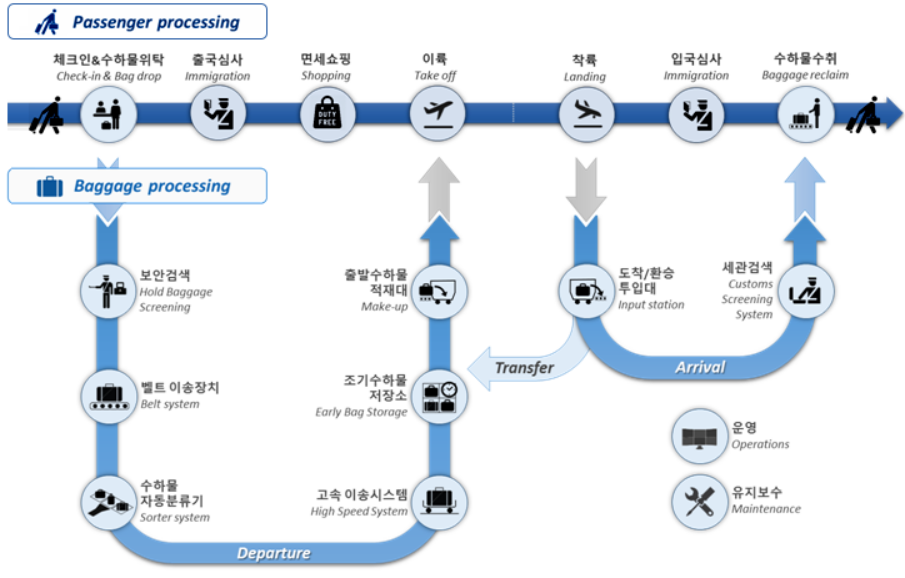 Passenger processing
체크인&수하물위탁
Check-in & Bag drop
출국심사
Immigration
면세쇼핑
Shopping
DUTY
FREE
이륙
Take off
착륙
Landing
입국심사
Immigration
수하물수취
Baggage reclaim
Baggage processing
보안검색
Hold Baggage
Screening
벨트 이송장치
Belt system
수하물
자동분류기
Sorter system
Departure
고속 이송시스템
High Speed System
조기수하물
저장소
Early Bag Storage
출발수하물
적재대
Make-up
도착/환승
투입대
Input station
Transfer
Arrival
세관검색
Customs
Screening
System
운영
Operations
유지보수
Maintenance